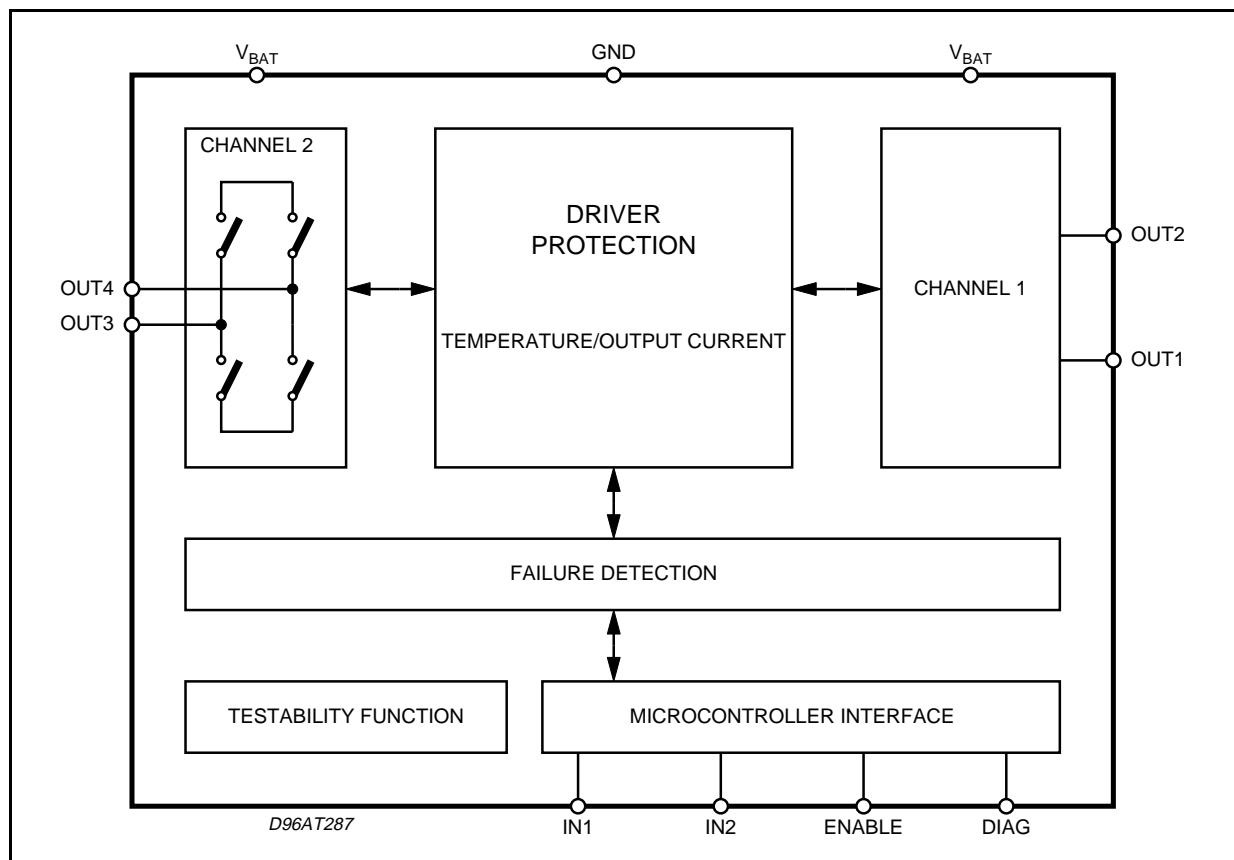 VBAT
GND
VBAT
CHANNEL 2
DRIVER
PROTECTION
TEMPERATURE/OUTPUT CURRENT
CHANNEL 1
OUT2
OUT4
OUT3
OUT1
FAILURE DETECTION
TESTABILITY FUNCTION
MICROCONTROLLER INTERFACE
D96AT287
IN1
IN2
ENABLE
DIAG